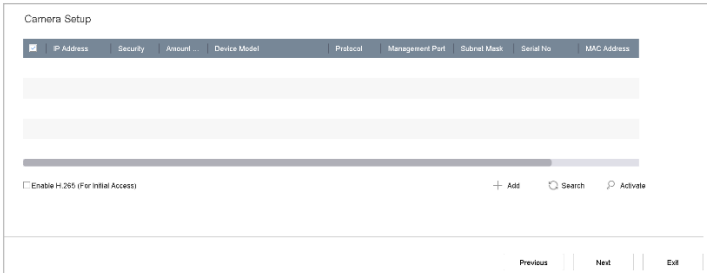 Camera Setup
IP Address Security Amount ... Device Model Protocol Management Port Subnet Mask Serial No MAC Address
Enable H.265 (For Initial Access)
Add Search Activate
Previous Next Exit